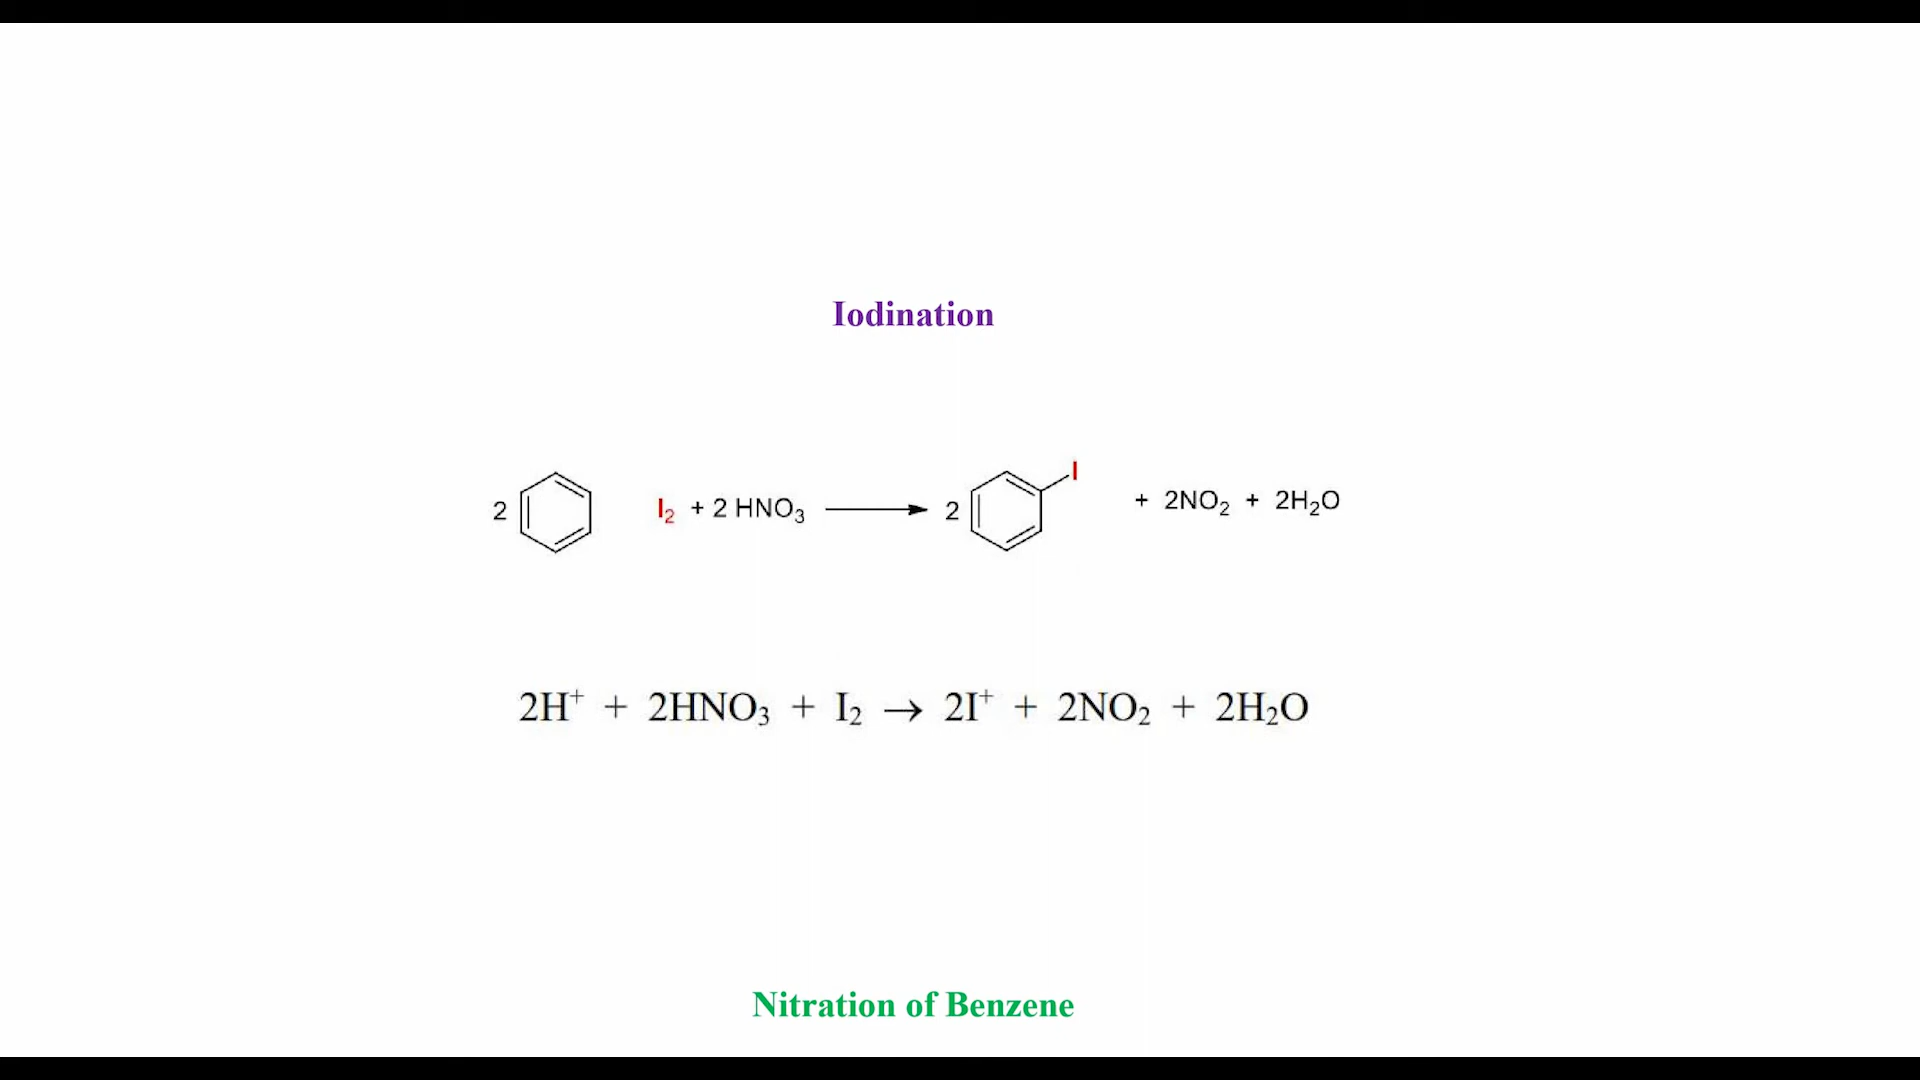 Iodination
2 I₂ + 2 HNO₃ ⟶ 2 I + 2NO₂ + 2H₂O
2H⁺ + 2HNO₃ + I₂ → 2I⁺ + 2NO₂ + 2H₂O
Nitration of Benzene